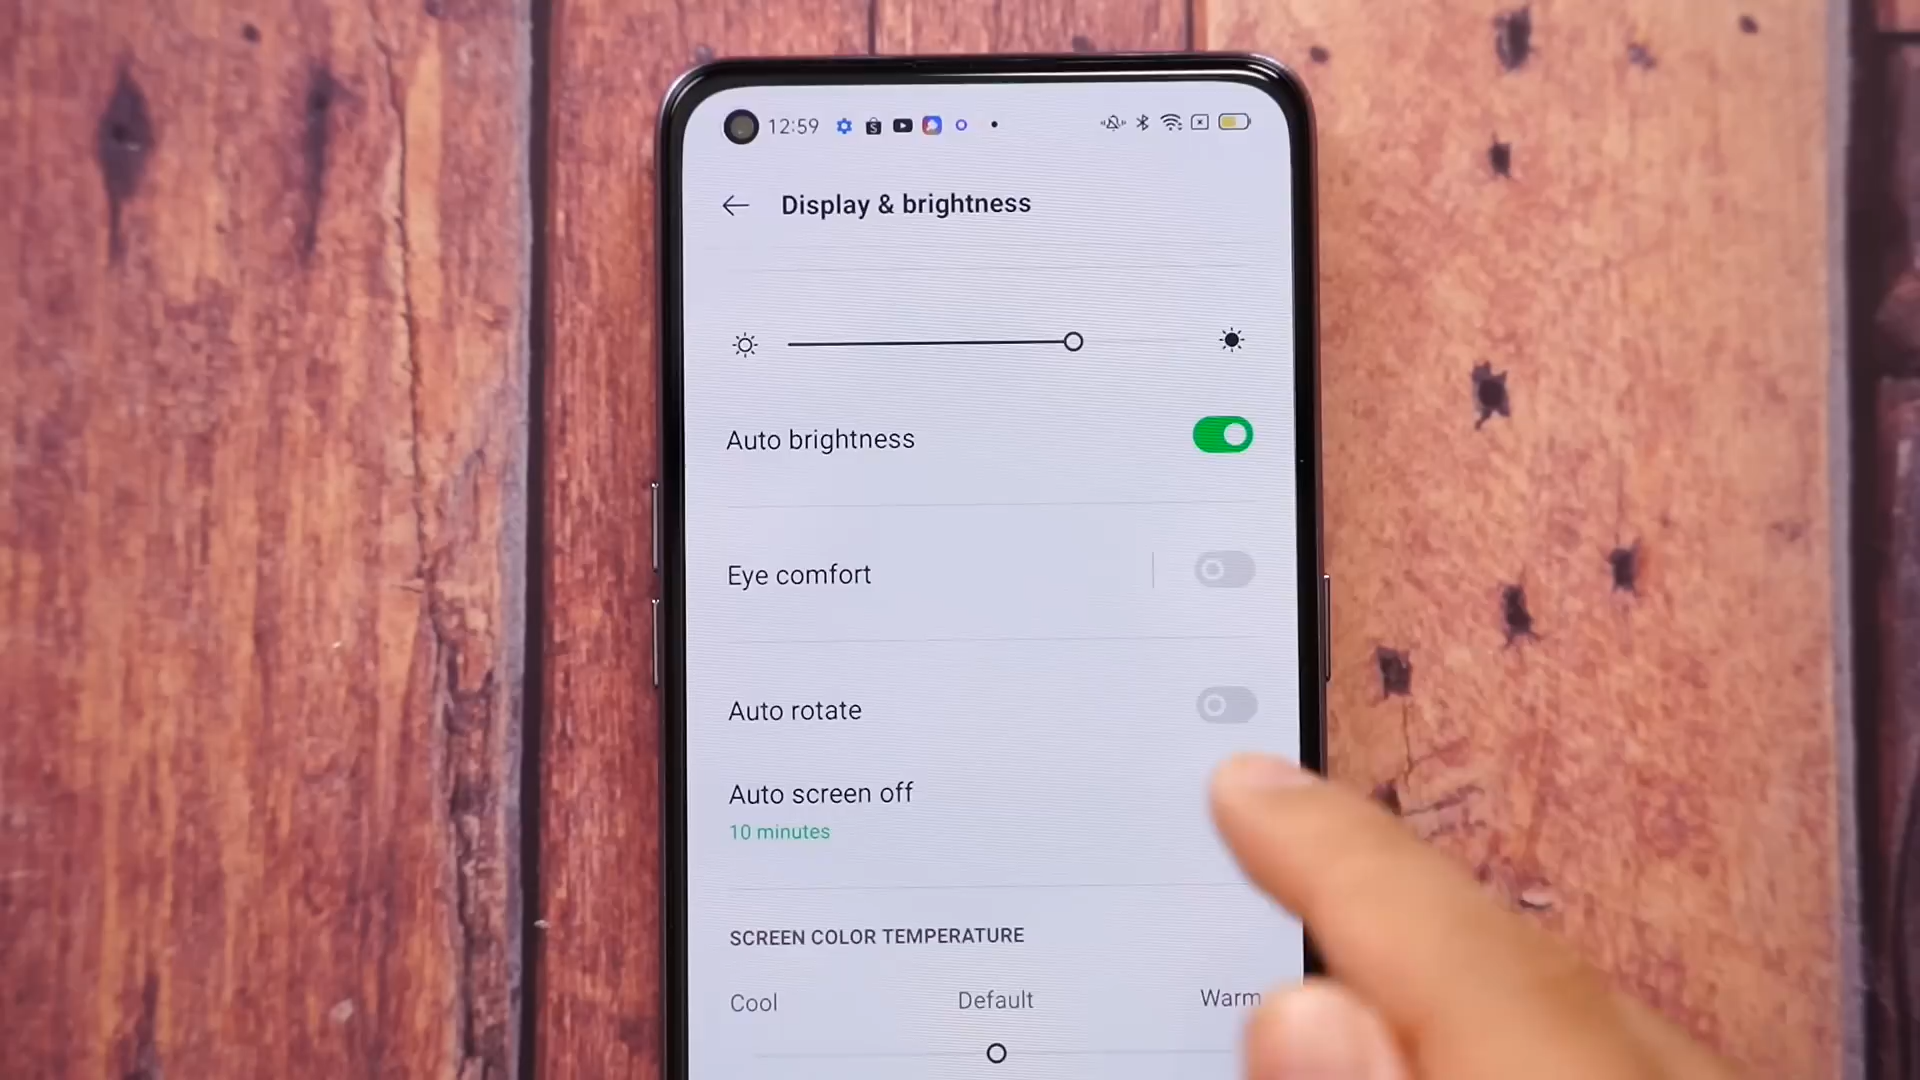 12:59
Display & brightness
Auto brightness
Eye comfort
Auto rotate
Auto screen off
10 minutes
SCREEN COLOR TEMPERATURE
Cool Default Warm